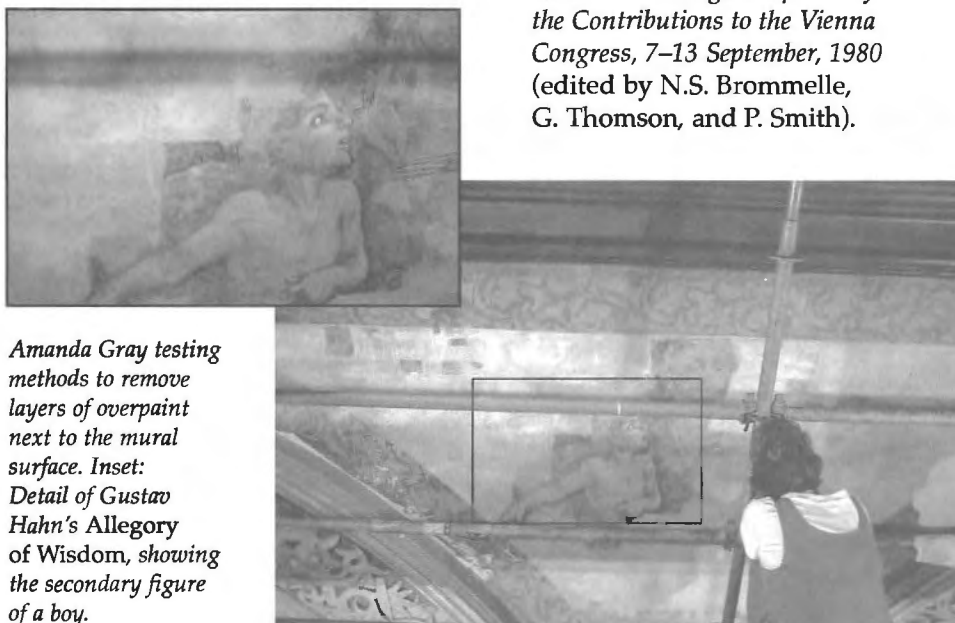 the Contributions to the Vienna
Congress, 7–13 September, 1980
(edited by N.S. Brommelle,
G. Thomson, and P. Smith).
Amanda Gray testing
methods to remove
layers of overpaint
next to the mural
surface. Inset:
Detail of Gustav
Hahn's Allegory
of Wisdom, showing
the secondary figure
of a boy.